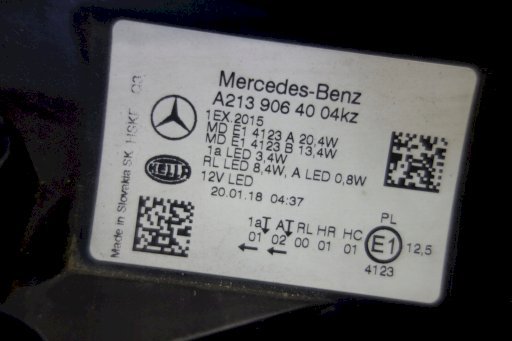 Mercedes-Benz
A213 906 40 04kz
1EX.2015
MD E1 4123 A 20,4W
MD E1 4123 B 13,4W
1a LED 3,4W
RL LED 8,4W, A LED 0,8W
12V LED
20.01.18 04:37
1a AT RL HR HC PL
01 02 00 01 01 E1 12,5
4123
Made in Slovakia SK